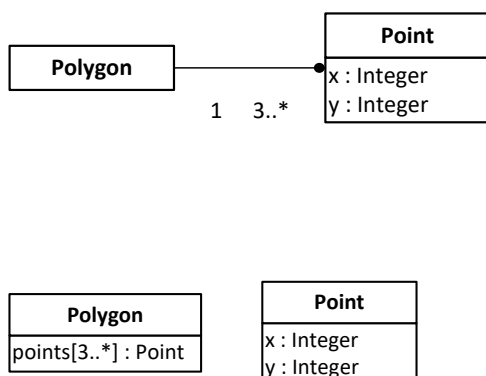 Point
Polygon
x : Integer
y : Integer
1 3..*
Polygon
points[3..*] : Point
Point
x : Integer
y : Integer